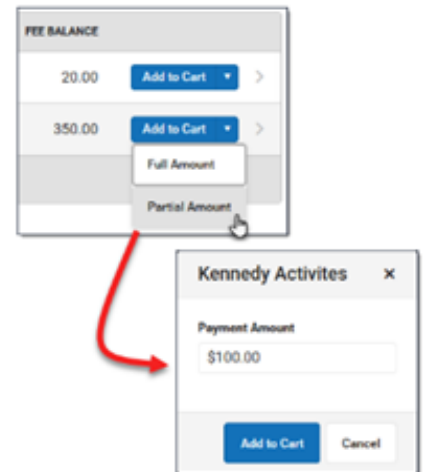 FEE BALANCE
20.00 Add to Cart
350.00 Add to Cart
Full Amount
Partial Amount
Kennedy Activites ×
Payment Amount
$100.00
Add to Cart Cancel